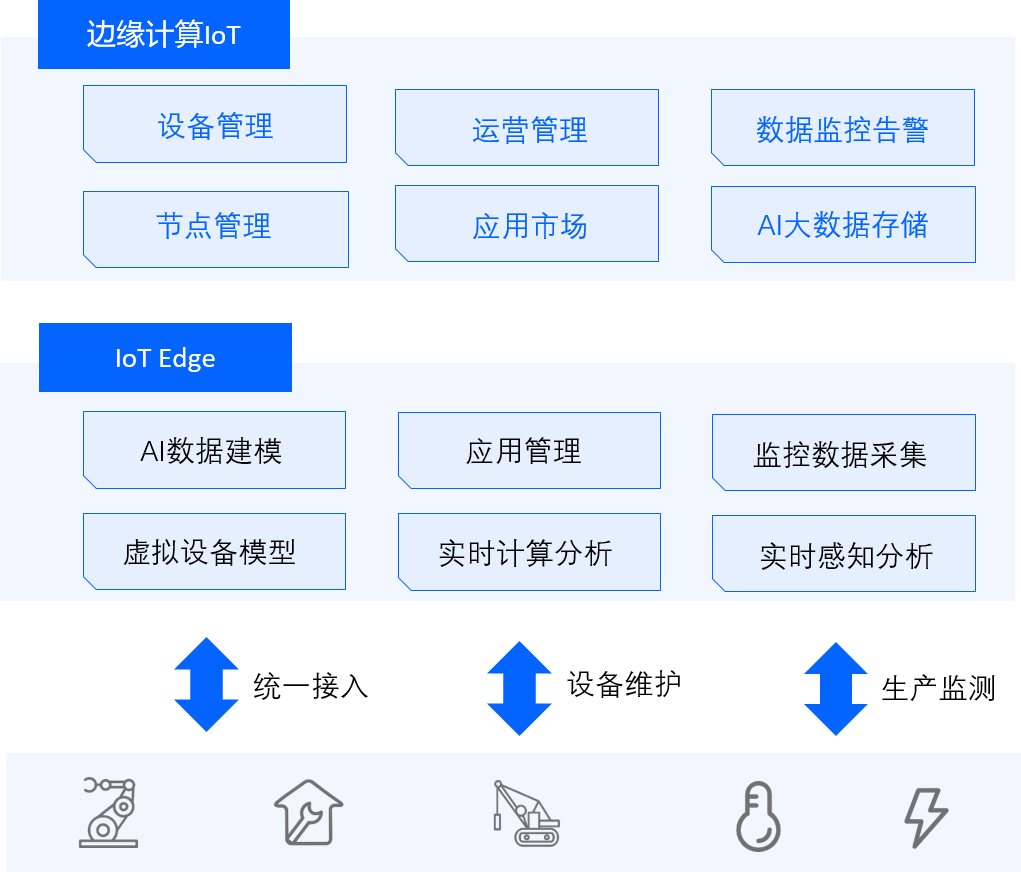 边缘计算IoT
设备管理
运营管理
数据监控告警
节点管理
应用市场
AI大数据存储
IoT Edge
AI数据建模
应用管理
监控数据采集
虚拟设备模型
实时计算分析
实时感知分析
统一接入
设备维护
生产监测